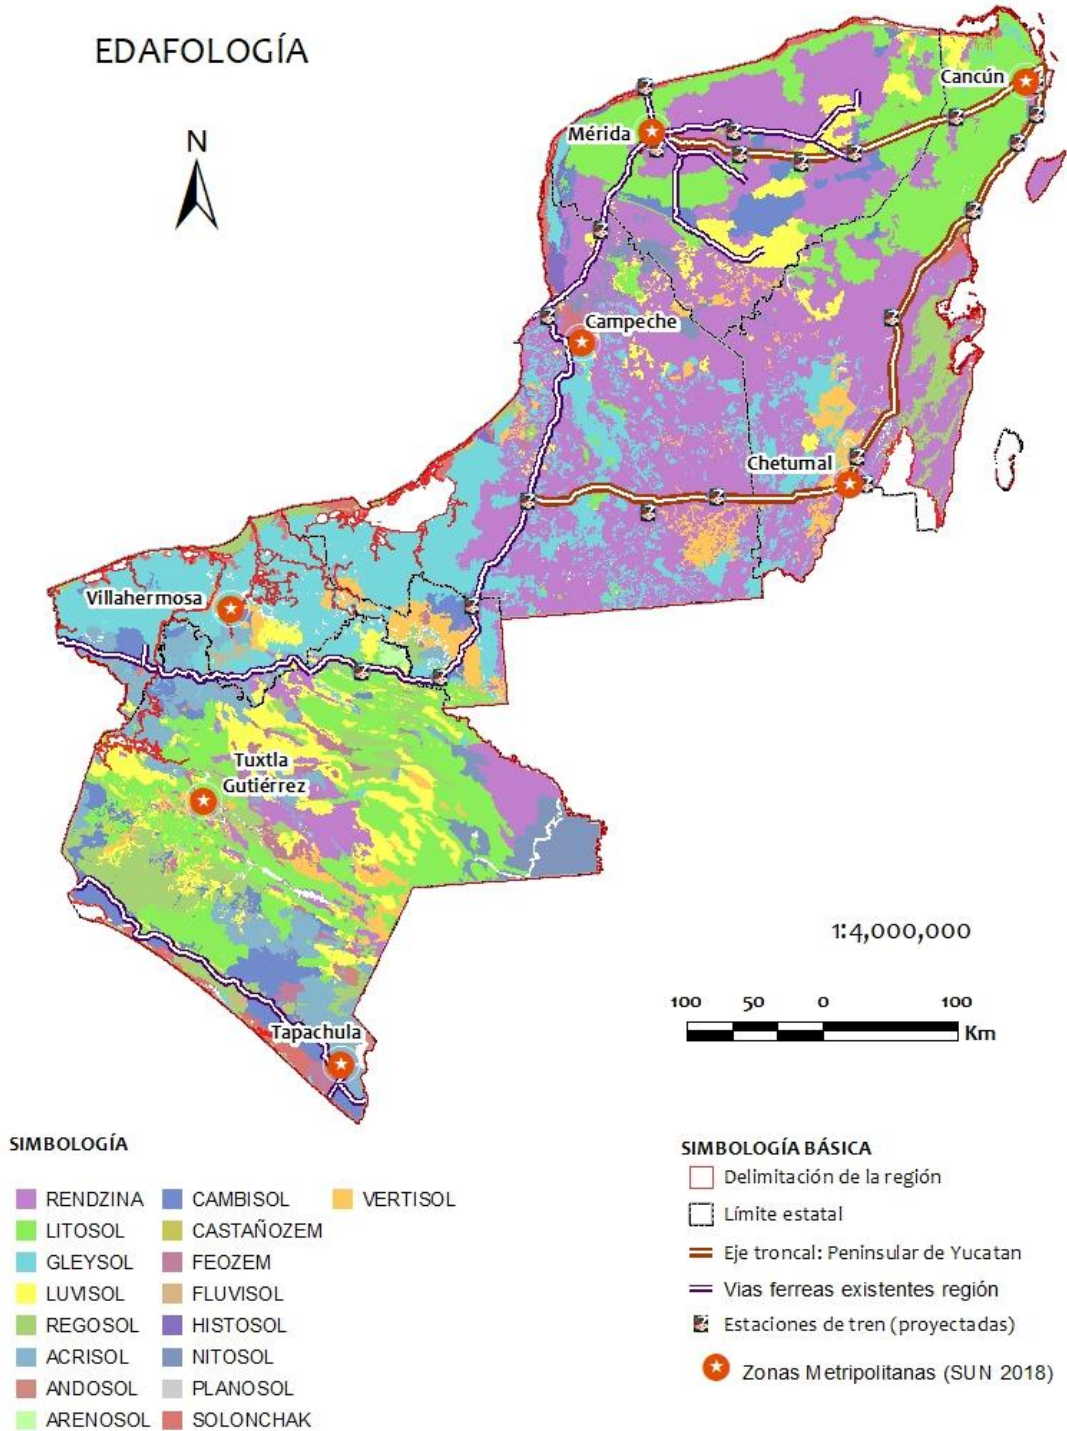 EDAFOLOGÍA
N
Cancún
Mérida
Campeche
Chetumal
Villahermosa
Tuxtla
Gutiérrez
Tapachula
1:4,000,000
100 50 0 100
Km
SIMBOLOGÍA
RENDZINA CAMBISOL VERTISOL
LITOSOL CASTAÑOZEM
GLEYSOL FEOZEM
LUVISOL FLUVISOL
REGOSOL HISTOSOL
ACRISOL NITOSOL
ANDOSOL PLANOSOL
ARENOSOL SOLONCHAK
SIMBOLOGÍA BÁSICA
Delimitación de la región
Límite estatal
Eje troncal: Peninsular de Yucatan
Vias ferreas existentes región
Estaciones de tren (proyectadas)
Zonas Metropolitanas (SUN 2018)